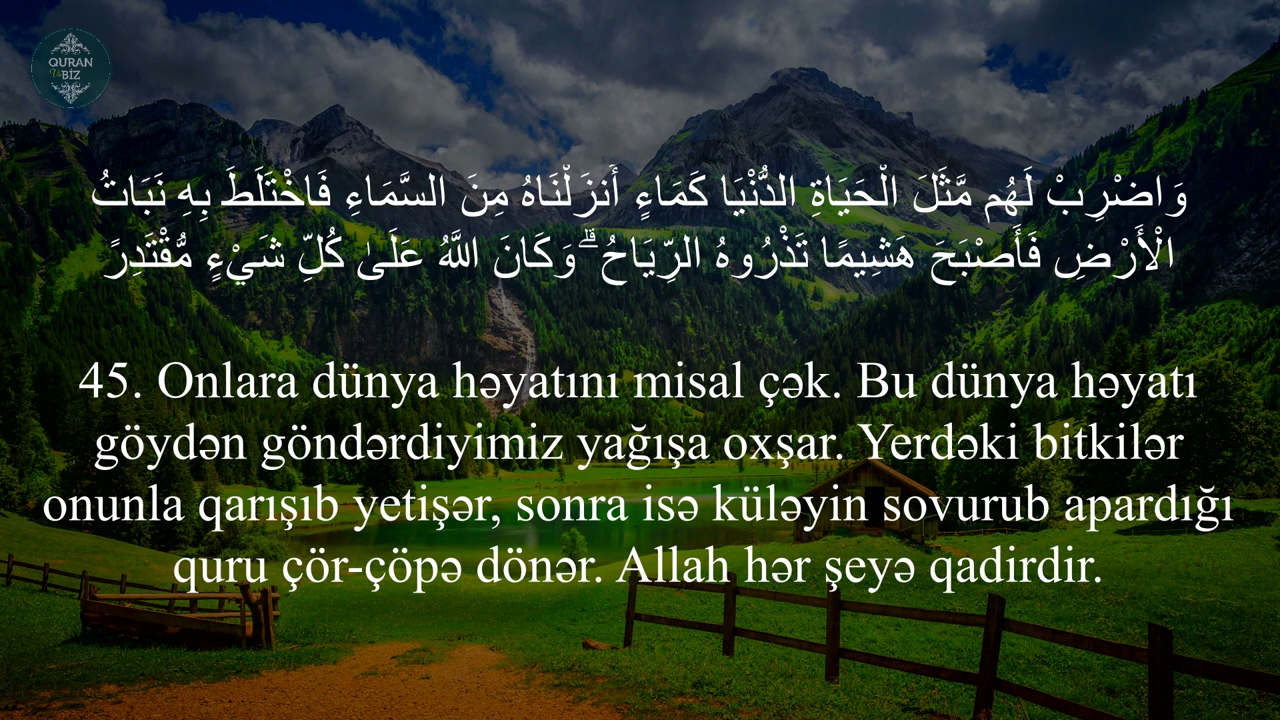 QURAN
Və
BİZ
وَاضْرِبْ لَهُم مَّثَلَ الْحَيَاةِ الدُّنْيَا كَمَاءٍ أَنزَلْنَاهُ مِنَ السَّمَاءِ فَاخْتَلَطَ بِهِ نَبَاتُ
الْأَرْضِ فَأَصْبَحَ هَشِيمًا تَذْرُوهُ الرِّيَاحُ ۗ وَكَانَ اللَّهُ عَلَىٰ كُلِّ شَيْءٍ مُّقْتَدِرً
45. Onlara dünya həyatını misal çək. Bu dünya həyatı
göydən göndərdiyimiz yağışa oxşar. Yerdəki bitkilər
onunla qarışıb yetişər, sonra isə küləyin sovurub apardığı
quru çör-çöpə dönər. Allah hər şeyə qadirdir.